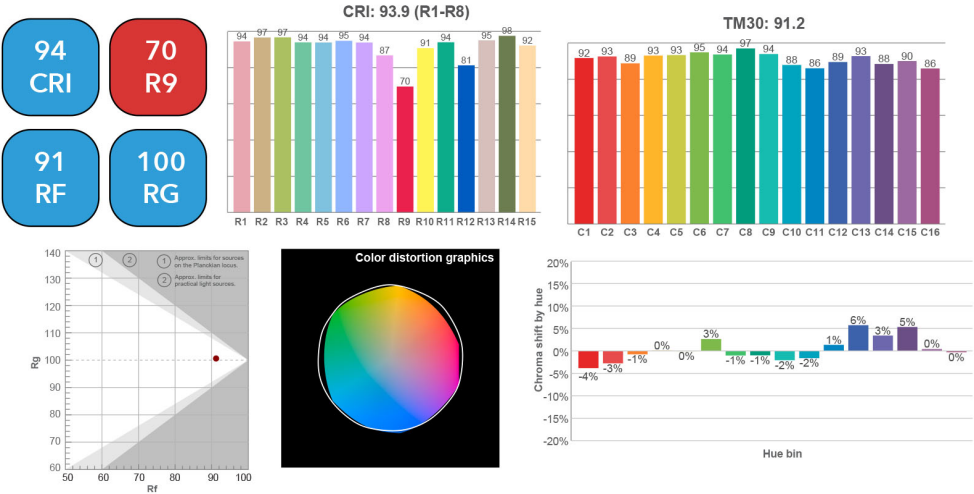 94
CRI
70
R9
91
RF
100
RG
CRI: 93.9 (R1-R8)
94 97 97 94 94 95 94 87 70 91 94 81 95 98 92
R1 R2 R3 R4 R5 R6 R7 R8 R9 R10 R11 R12 R13 R14 R15
TM30: 91.2
92 93 89 93 93 95 94 97 94 88 86 89 93 88 90 86
C1 C2 C3 C4 C5 C6 C7 C8 C9 C10 C11 C12 C13 C14 C15 C16
140
130
120
110
100
90
80
70
60
Rg
1
2
1 Approx. limits for sources
on the Planckian locus.
2 Approx. limits for
practical light sources.
50 60 70 80 90 100
Rf
Color distortion graphics
20%
15%
10%
5%
0%
-5%
-10%
-15%
-20%
Chroma shift by hue
-4% -3% -1% 0% 0% 3% -1% -1% -2% -2% 1% 6% 3% 5% 0% 0%
Hue bin